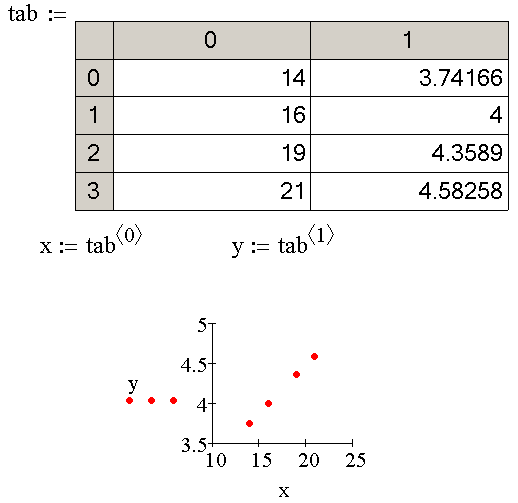 tab :=
0 1
0 14 3.74166
1 16 4
2 19 4.3589
3 21 4.58258
x := tab⟨0⟩ y := tab⟨1⟩
5
4.5
y
4
3.5
10 15 20 25
x